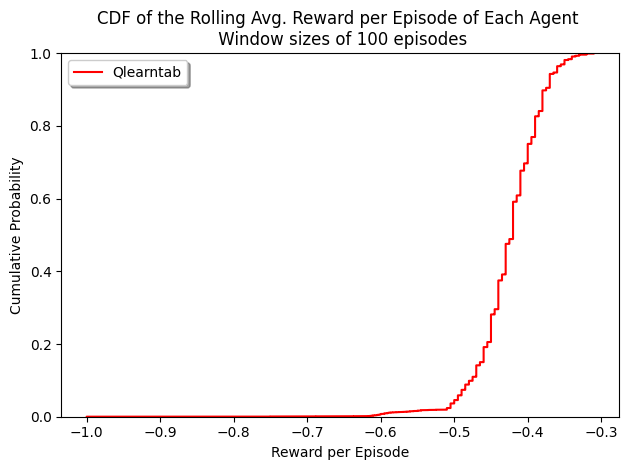 CDF of the Rolling Avg. Reward per Episode of Each Agent
Window sizes of 100 episodes
Qlearntab
Cumulative Probability
1.0
0.8
0.6
0.4
0.2
0.0
−1.0 −0.9 −0.8 −0.7 −0.6 −0.5 −0.4 −0.3
Reward per Episode